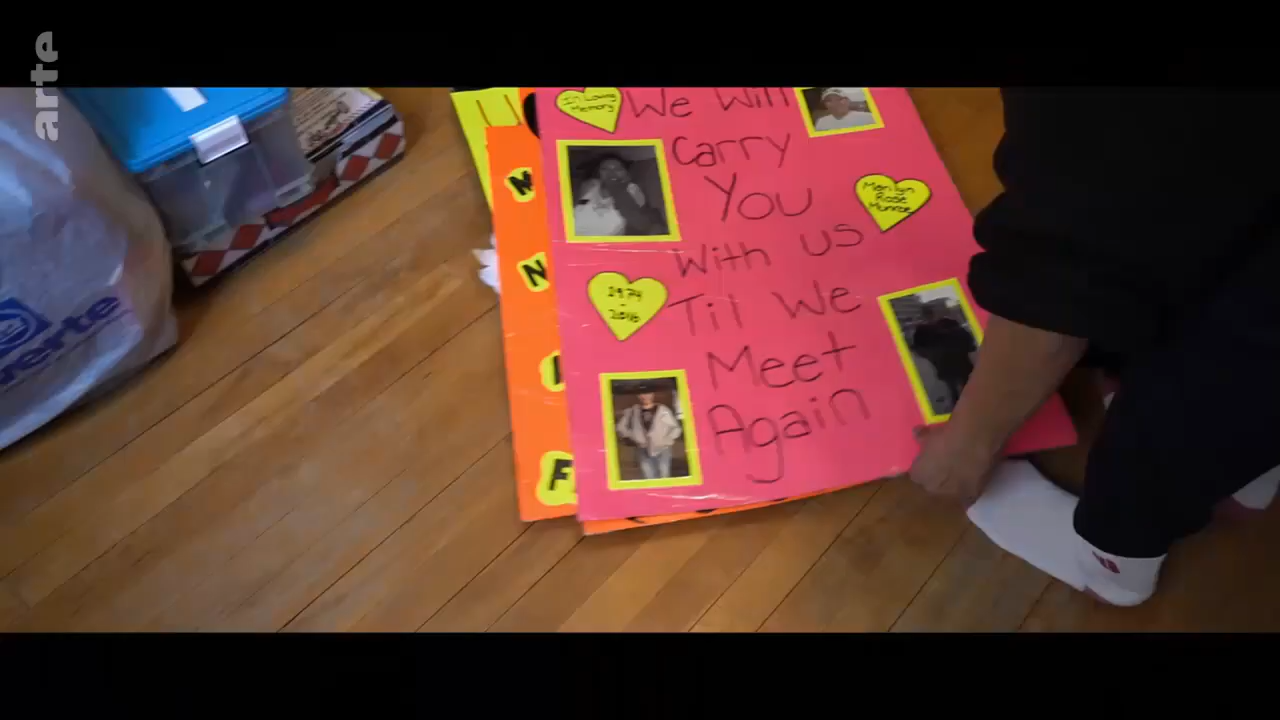 arte
In Loving
Memory
We Will
Carry
You
With us
Til We
Meet
Again
Marilyn
Rose
Munroe
1974
-
2016
M
N
F
verte